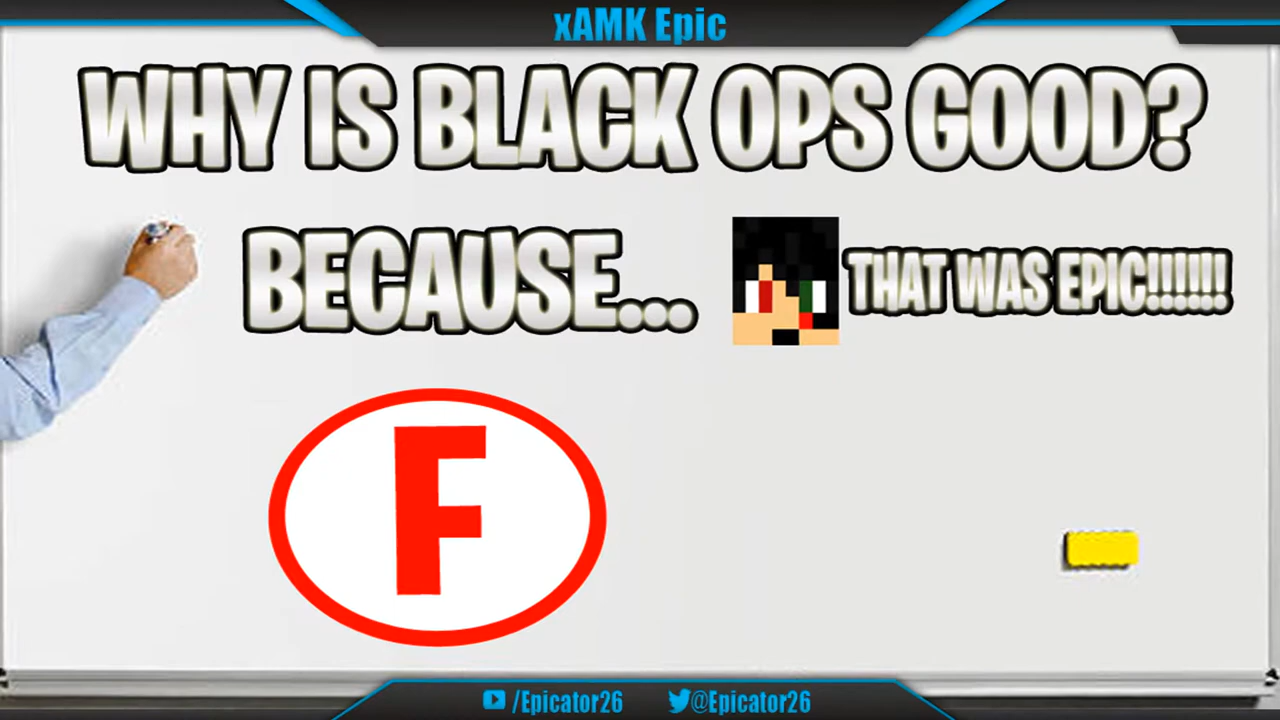 xAMK Epic
WHY IS BLACK OPS GOOD?
BECAUSE...
THAT WAS EPIC!!!!!!
F
/Epicator26
@Epicator26